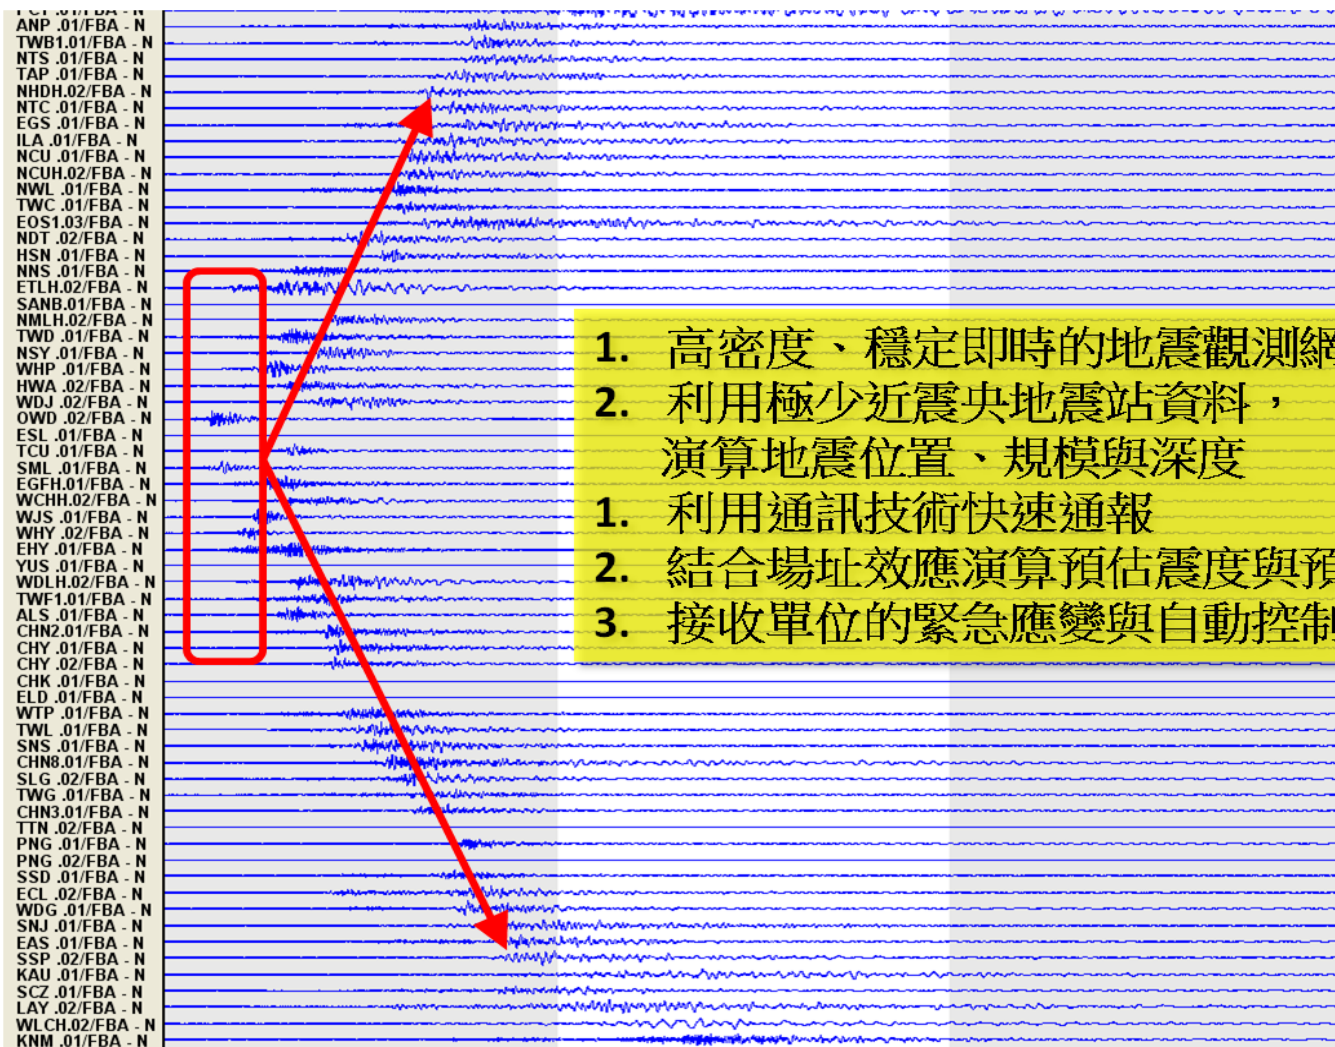 ANP .01/FBA - N
TWB1.01/FBA - N
NTS .01/FBA - N
TAP .01/FBA - N
NHDH.02/FBA - N
NTC .01/FBA - N
EGS .01/FBA - N
ILA .01/FBA - N
NCU .01/FBA - N
NCUH.02/FBA - N
NWL .01/FBA - N
TWC .01/FBA - N
EOS1.03/FBA - N
NDT .02/FBA - N
HSN .01/FBA - N
NNS .01/FBA - N
ETLH.02/FBA - N
SANB.01/FBA - N
NMLH.02/FBA - N
TWD .01/FBA - N
NSY .01/FBA - N
WHP .01/FBA - N
HWA .02/FBA - N
WDJ .02/FBA - N
OWD .02/FBA - N
ESL .01/FBA - N
TCU .01/FBA - N
SML .01/FBA - N
EGFH.01/FBA - N
WCHH.02/FBA - N
WJS .01/FBA - N
WHY .02/FBA - N
EHY .01/FBA - N
YUS .01/FBA - N
WDLH.02/FBA - N
TWF1.01/FBA - N
ALS .01/FBA - N
CHN2.01/FBA - N
CHY .01/FBA - N
CHY .02/FBA - N
CHK .01/FBA - N
ELD .01/FBA - N
WTP .01/FBA - N
TWL .01/FBA - N
SNS .01/FBA - N
CHN8.01/FBA - N
SLG .02/FBA - N
TWG .01/FBA - N
CHN3.01/FBA - N
TTN .02/FBA - N
PNG .01/FBA - N
PNG .02/FBA - N
SSD .01/FBA - N
ECL .02/FBA - N
WDG .01/FBA - N
SNJ .01/FBA - N
EAS .01/FBA - N
SSP .02/FBA - N
KAU .01/FBA - N
SCZ .01/FBA - N
LAY .02/FBA - N
WLCH.02/FBA - N
KNM .01/FBA - N
1. 高密度、穩定即時的地震觀測網
2. 利用極少近震央地震站資料，
演算地震位置、規模與深度
1. 利用通訊技術快速通報
2. 結合場址效應演算預估震度與預
3. 接收單位的緊急應變與自動控制